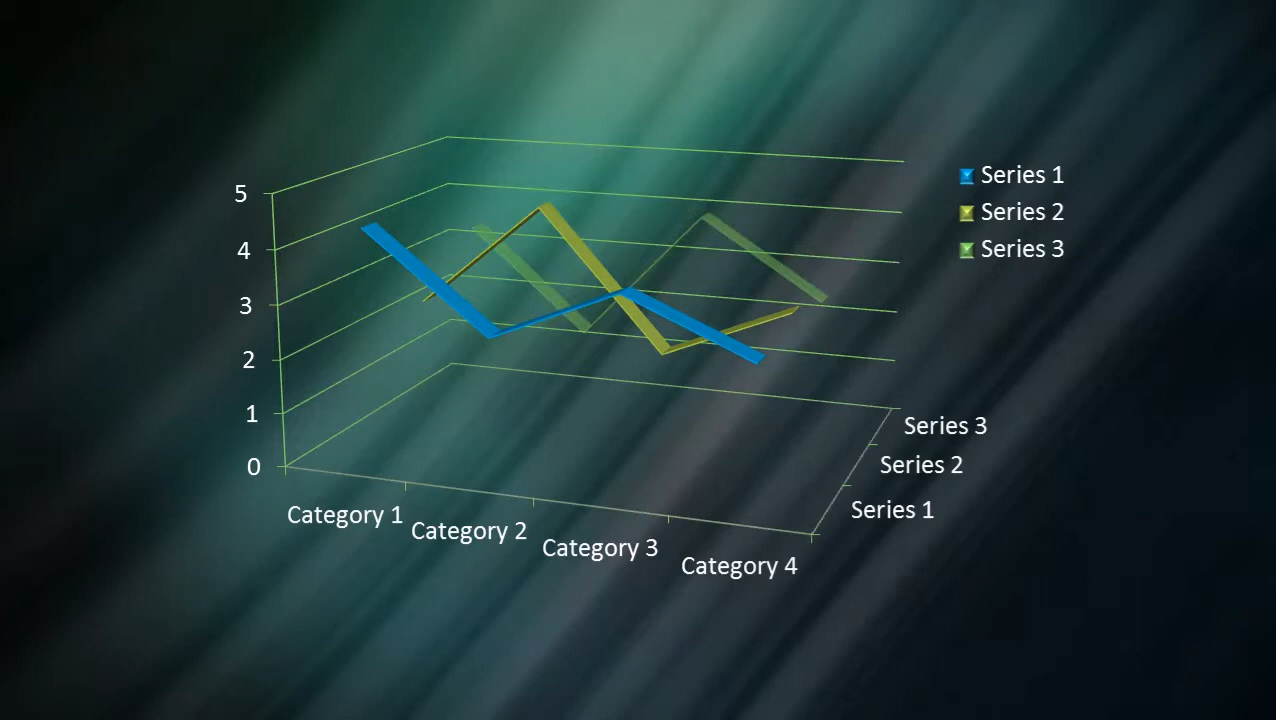 5
4
3
2
1
0
Category 1
Category 2
Category 3
Category 4
Series 1
Series 2
Series 3
Series 1
Series 2
Series 3